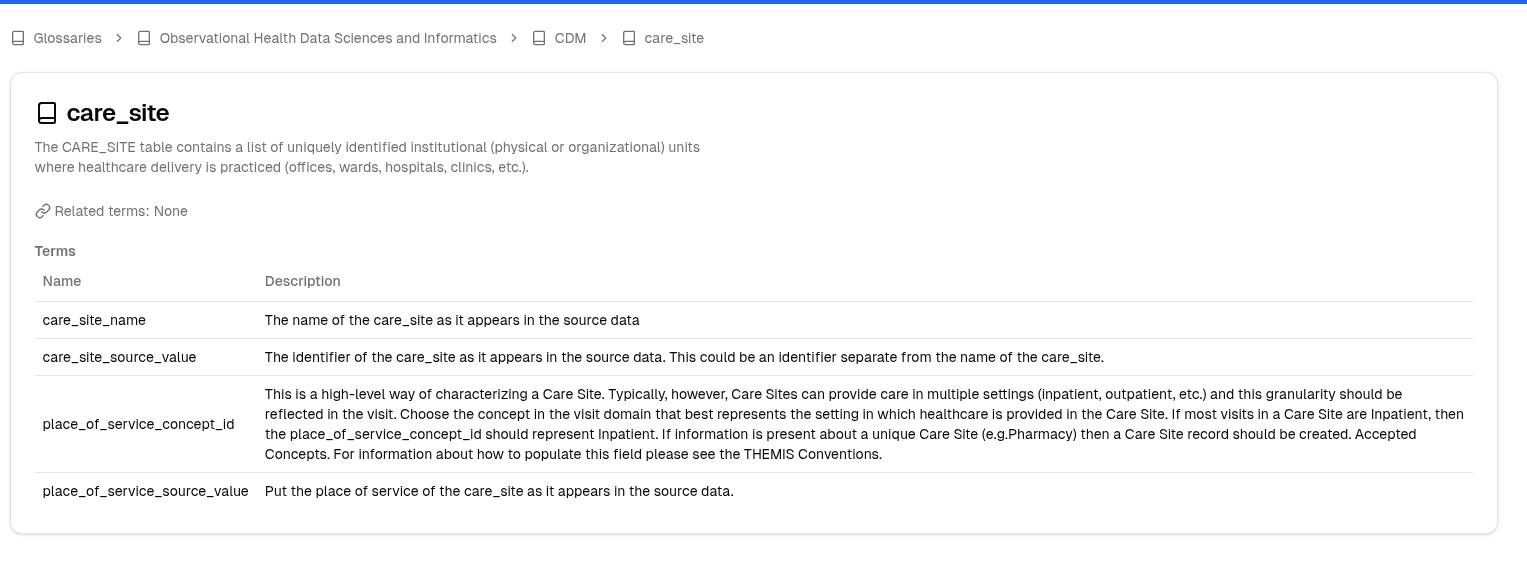 Glossaries > Observational Health Data Sciences and Informatics > CDM > care_site
care_site
The CARE_SITE table contains a list of uniquely identified institutional (physical or organizational) units
where healthcare delivery is practiced (offices, wards, hospitals, clinics, etc.).
Related terms: None
Terms
Name Description
care_site_name The name of the care_site as it appears in the source data
care_site_source_value The identifier of the care_site as it appears in the source data. This could be an identifier separate from the name of the care_site.
place_of_service_concept_id
This is a high-level way of characterizing a Care Site. Typically, however, Care Sites can provide care in multiple settings (inpatient, outpatient, etc.) and this granularity should be
reflected in the visit. Choose the concept in the visit domain that best represents the setting in which healthcare is provided in the Care Site. If most visits in a Care Site are Inpatient, then
the place_of_service_concept_id should represent Inpatient. If information is present about a unique Care Site (e.g.Pharmacy) then a Care Site record should be created. Accepted
Concepts. For information about how to populate this field please see the THEMIS Conventions.
place_of_service_source_value Put the place of service of the care_site as it appears in the source data.